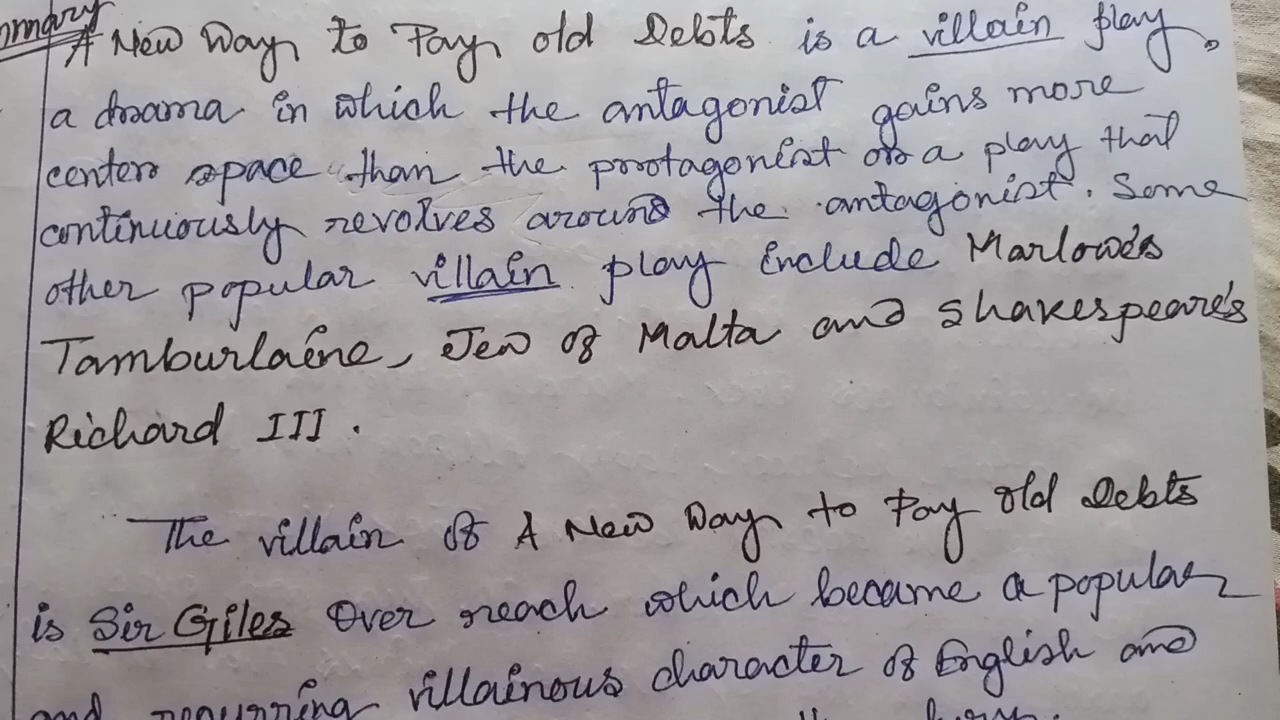 mmary
A New Way to Pay old Debts is a villain play,
a drama in which the antagonist gains more
center space than the protagonist or a play that
continuously revolves around the antagonist. Some
other popular villain play include Marlowe's
Tamburlaine, Jew of Malta and Shakespeare's
Richard III.
The villain of A New Way to Pay old Debts
is Sir Giles Over reach which became a popular
and recurring villainous character of English and